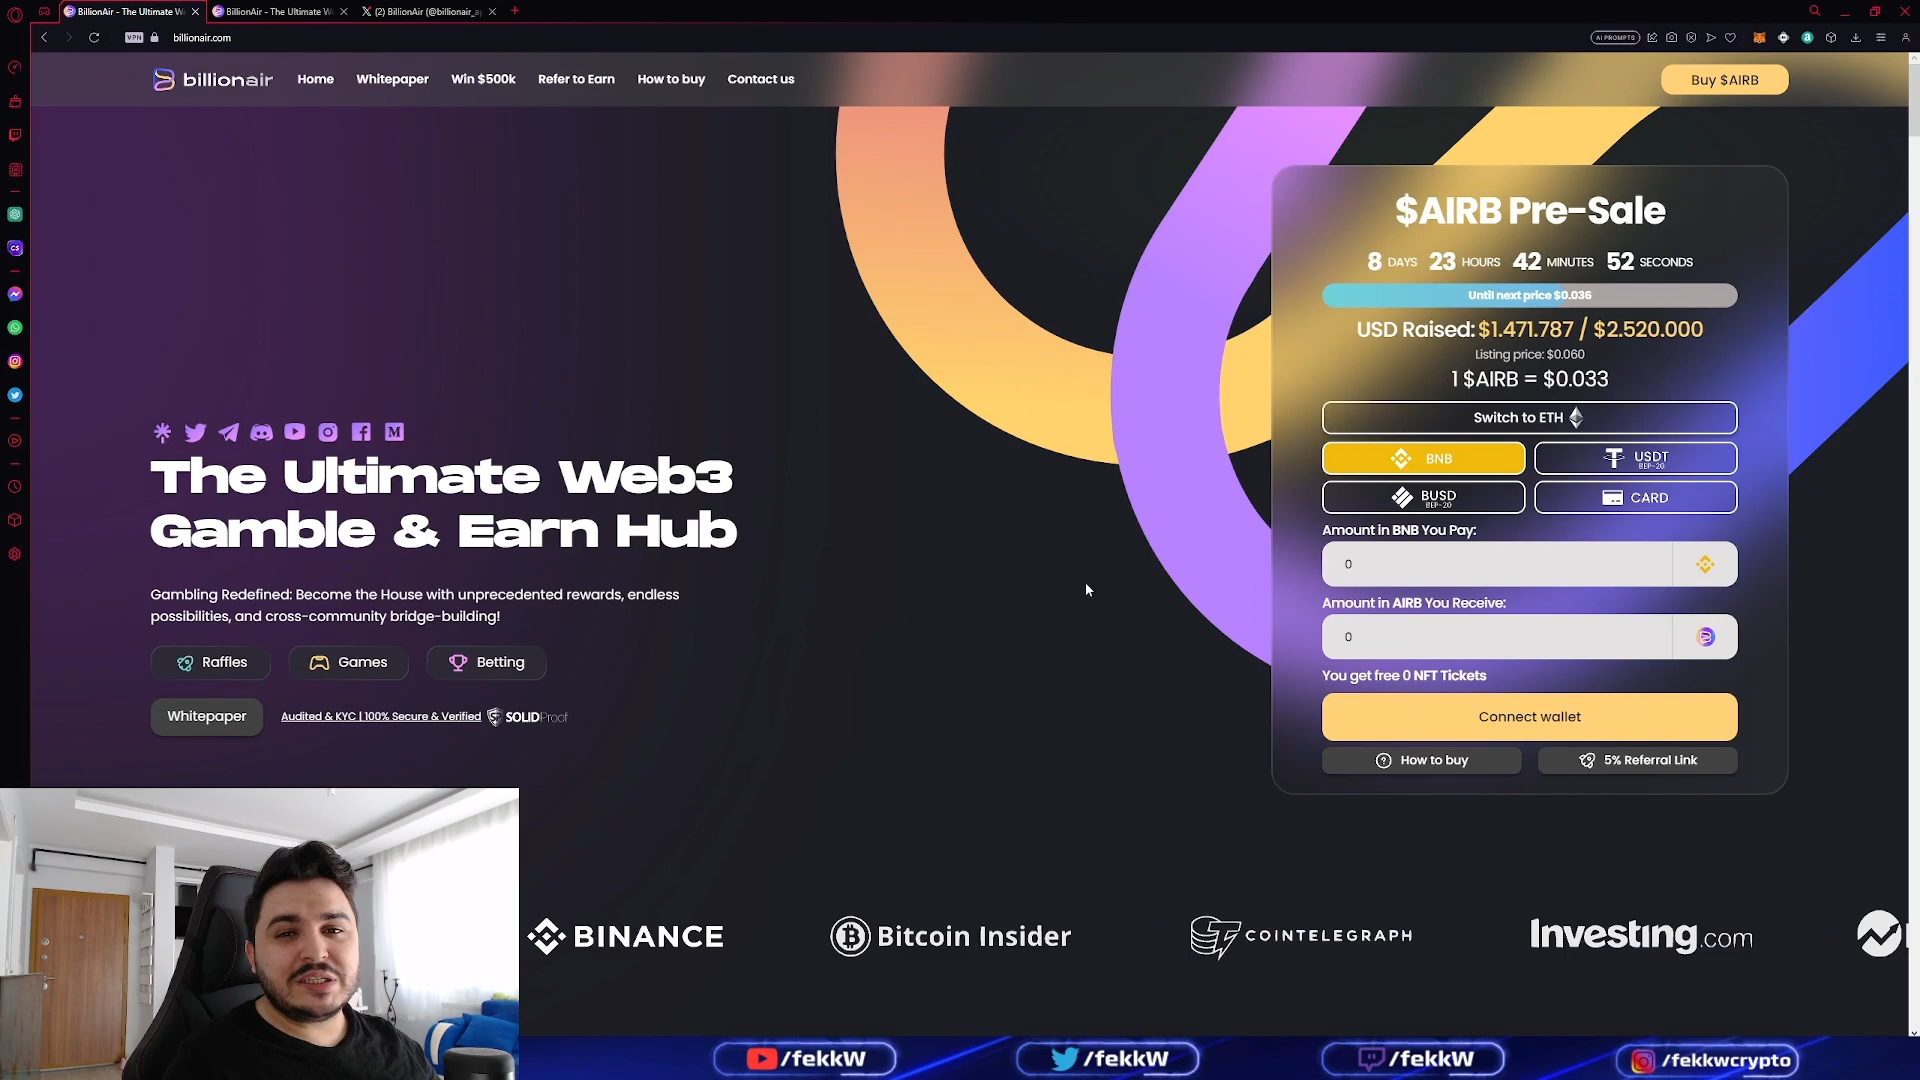 BillionAir - The Ultimate W
BillionAir - The Ultimate W
X (2) BillionAir (@billionair_a
VPN
billionair.com
AI PROMPTS
billionair
Home
Whitepaper
Win $500k
Refer to Earn
How to buy
Contact us
Buy $AIRB
$AIRB Pre-Sale
8 DAYS 23 HOURS 42 MINUTES 52 SECONDS
Until next price $0.036
USD Raised: $1.471.787 / $2.520.000
Listing price: $0.060
1 $AIRB = $0.033
Switch to ETH
BNB
USDT
BEP-20
BUSD
BEP-20
CARD
Amount in BNB You Pay:
0
Amount in AIRB You Receive:
0
You get free 0 NFT Tickets
Connect wallet
How to buy
5% Referral Link
The Ultimate Web3
Gamble & Earn Hub
Gambling Redefined: Become the House with unprecedented rewards, endless
possibilities, and cross-community bridge-building!
Raffles
Games
Betting
Whitepaper
Audited & KYC | 100% Secure & Verified
SOLIDProof
BINANCE
Bitcoin Insider
COINTELEGRAPH
Investing.com
/fekkW
/fekkW
/fekkW
/fekkwcrypto